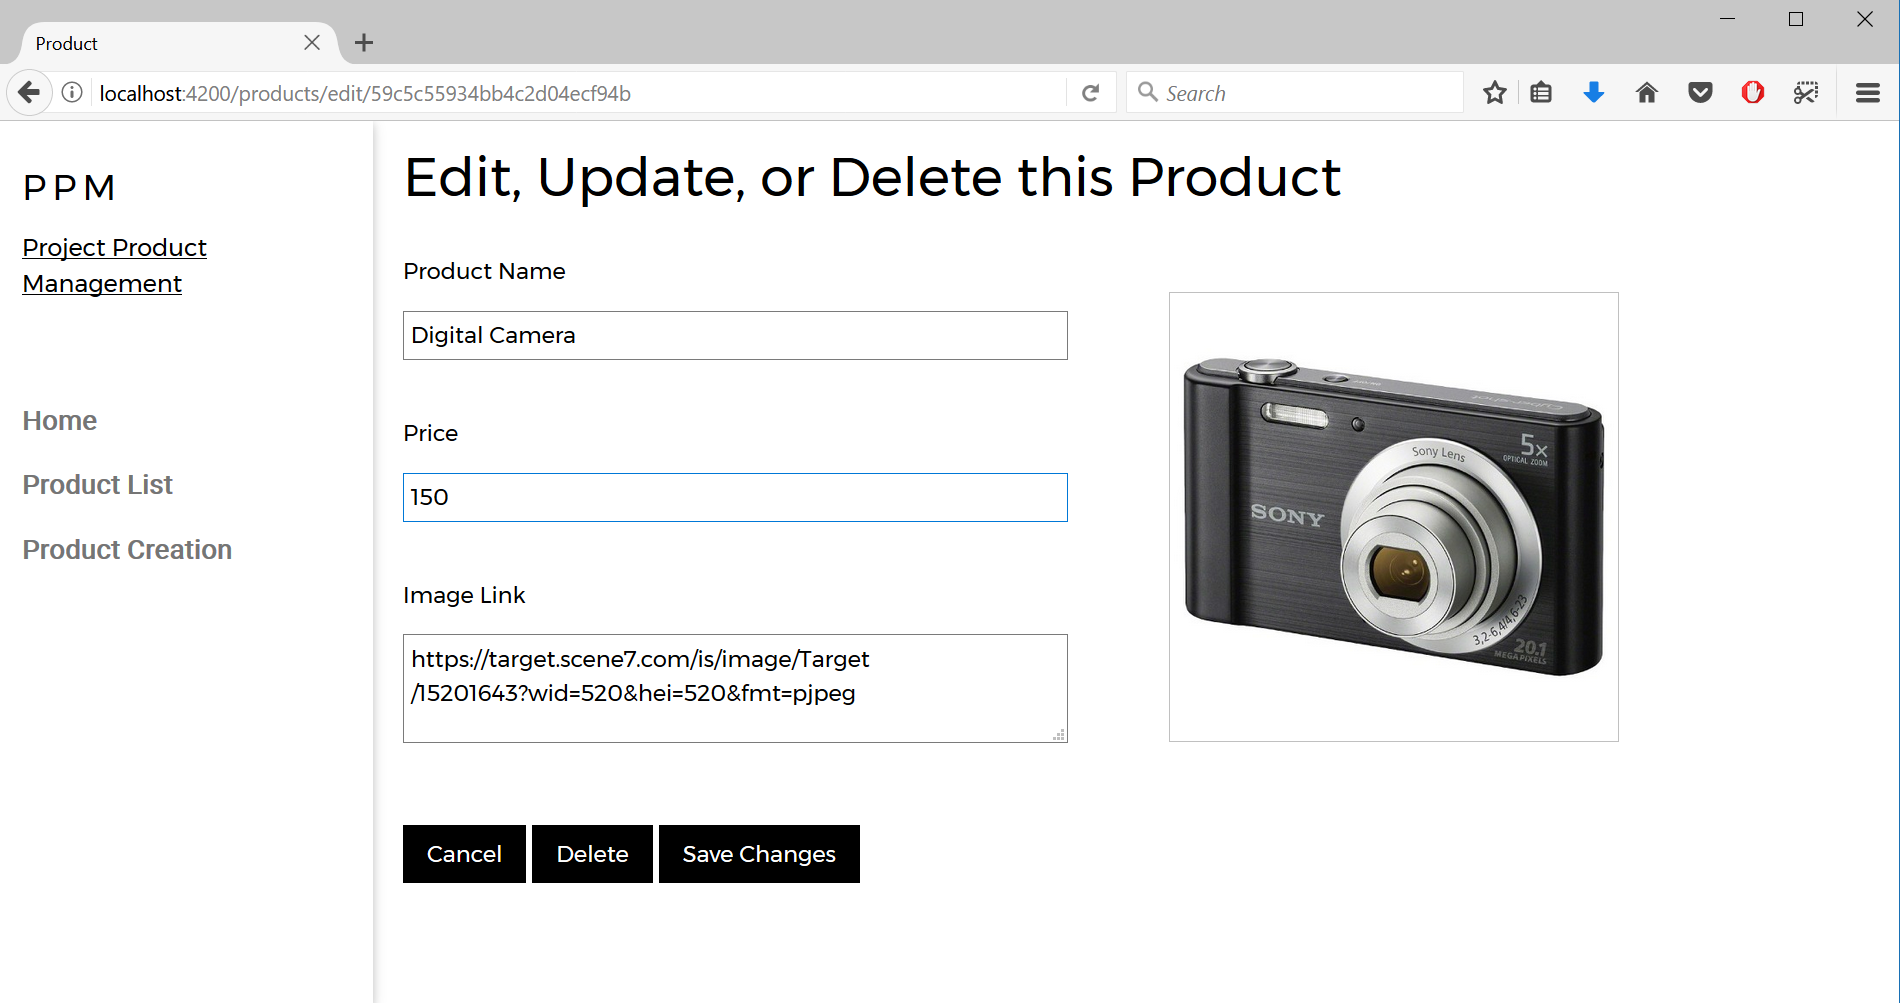 Product
localhost:4200/products/edit/59c5c55934bb4c2d04ecf94b
Search
PPM
Project Product
Management
Home
Product List
Product Creation
Edit, Update, or Delete this Product
Product Name
Digital Camera
Price
150
Image Link
https://target.scene7.com/is/image/Target
/15201643?wid=520&hei=520&fmt=pjpeg
Cancel
Delete
Save Changes
Cyber-shot
5x
OPTICAL ZOOM
Sony Lens
SONY
3,2-6,4/4,6-23
20.1
MEGA PIXELS